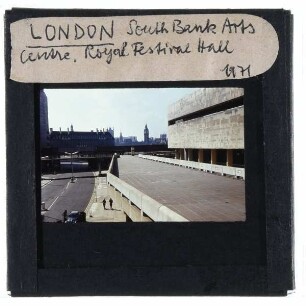 LONDON South Bank Arts
Centre. Royal Festival Hall
1971